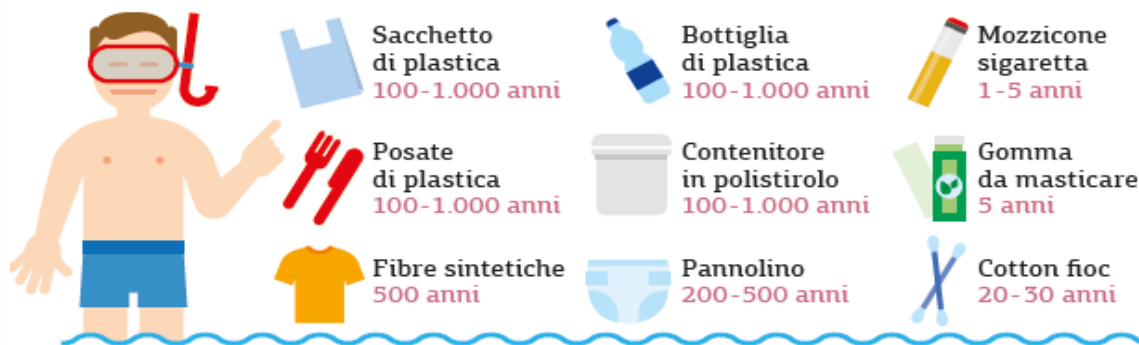 Sacchetto
di plastica
100-1.000 anni
Bottiglia
di plastica
100-1.000 anni
Mozzicone
sigaretta
1-5 anni
Posate
di plastica
100-1.000 anni
Contenitore
in polistirolo
100-1.000 anni
Gomma
da masticare
5 anni
Fibre sintetiche
500 anni
Pannolino
200-500 anni
Cotton fioc
20-30 anni